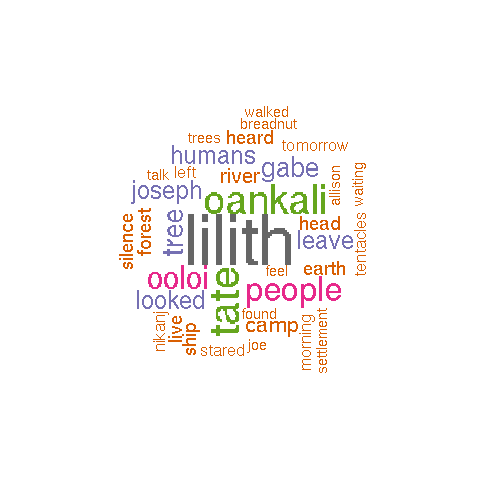 walked
breadnut
trees heard
tomorrow
humans
gabe
talk left
river
allison
waiting
joseph
oankali
silence
forest
tree
lilith
head
leave
tentacles
ooloi
feel
earth
looked
tate
people
nikanj
live
ship
found
camp
stared
joe
morning
settlement